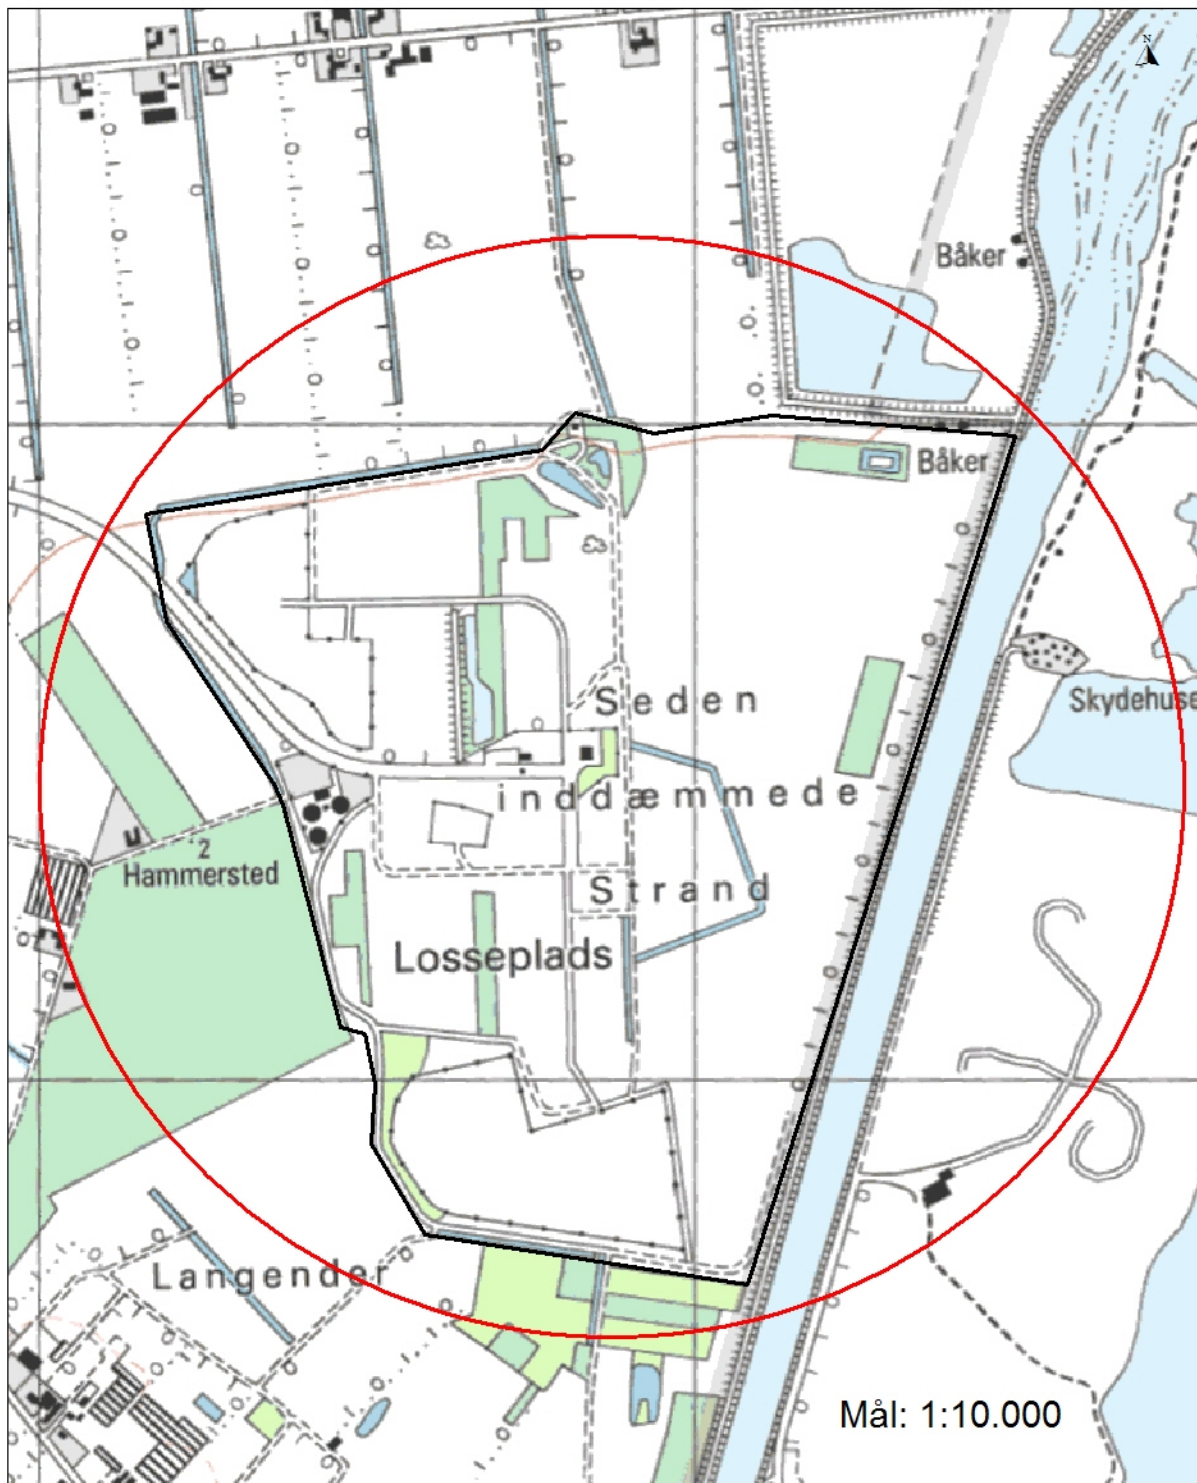 N
Båker
Båker
Seden
Skydehuse
inddæmmede
2
Hammersted
Strand
Losseplads
Langender
Mål: 1:10.000